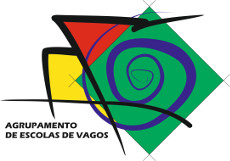 AGRUPAMENTO
DE ESCOLAS DE VAGOS